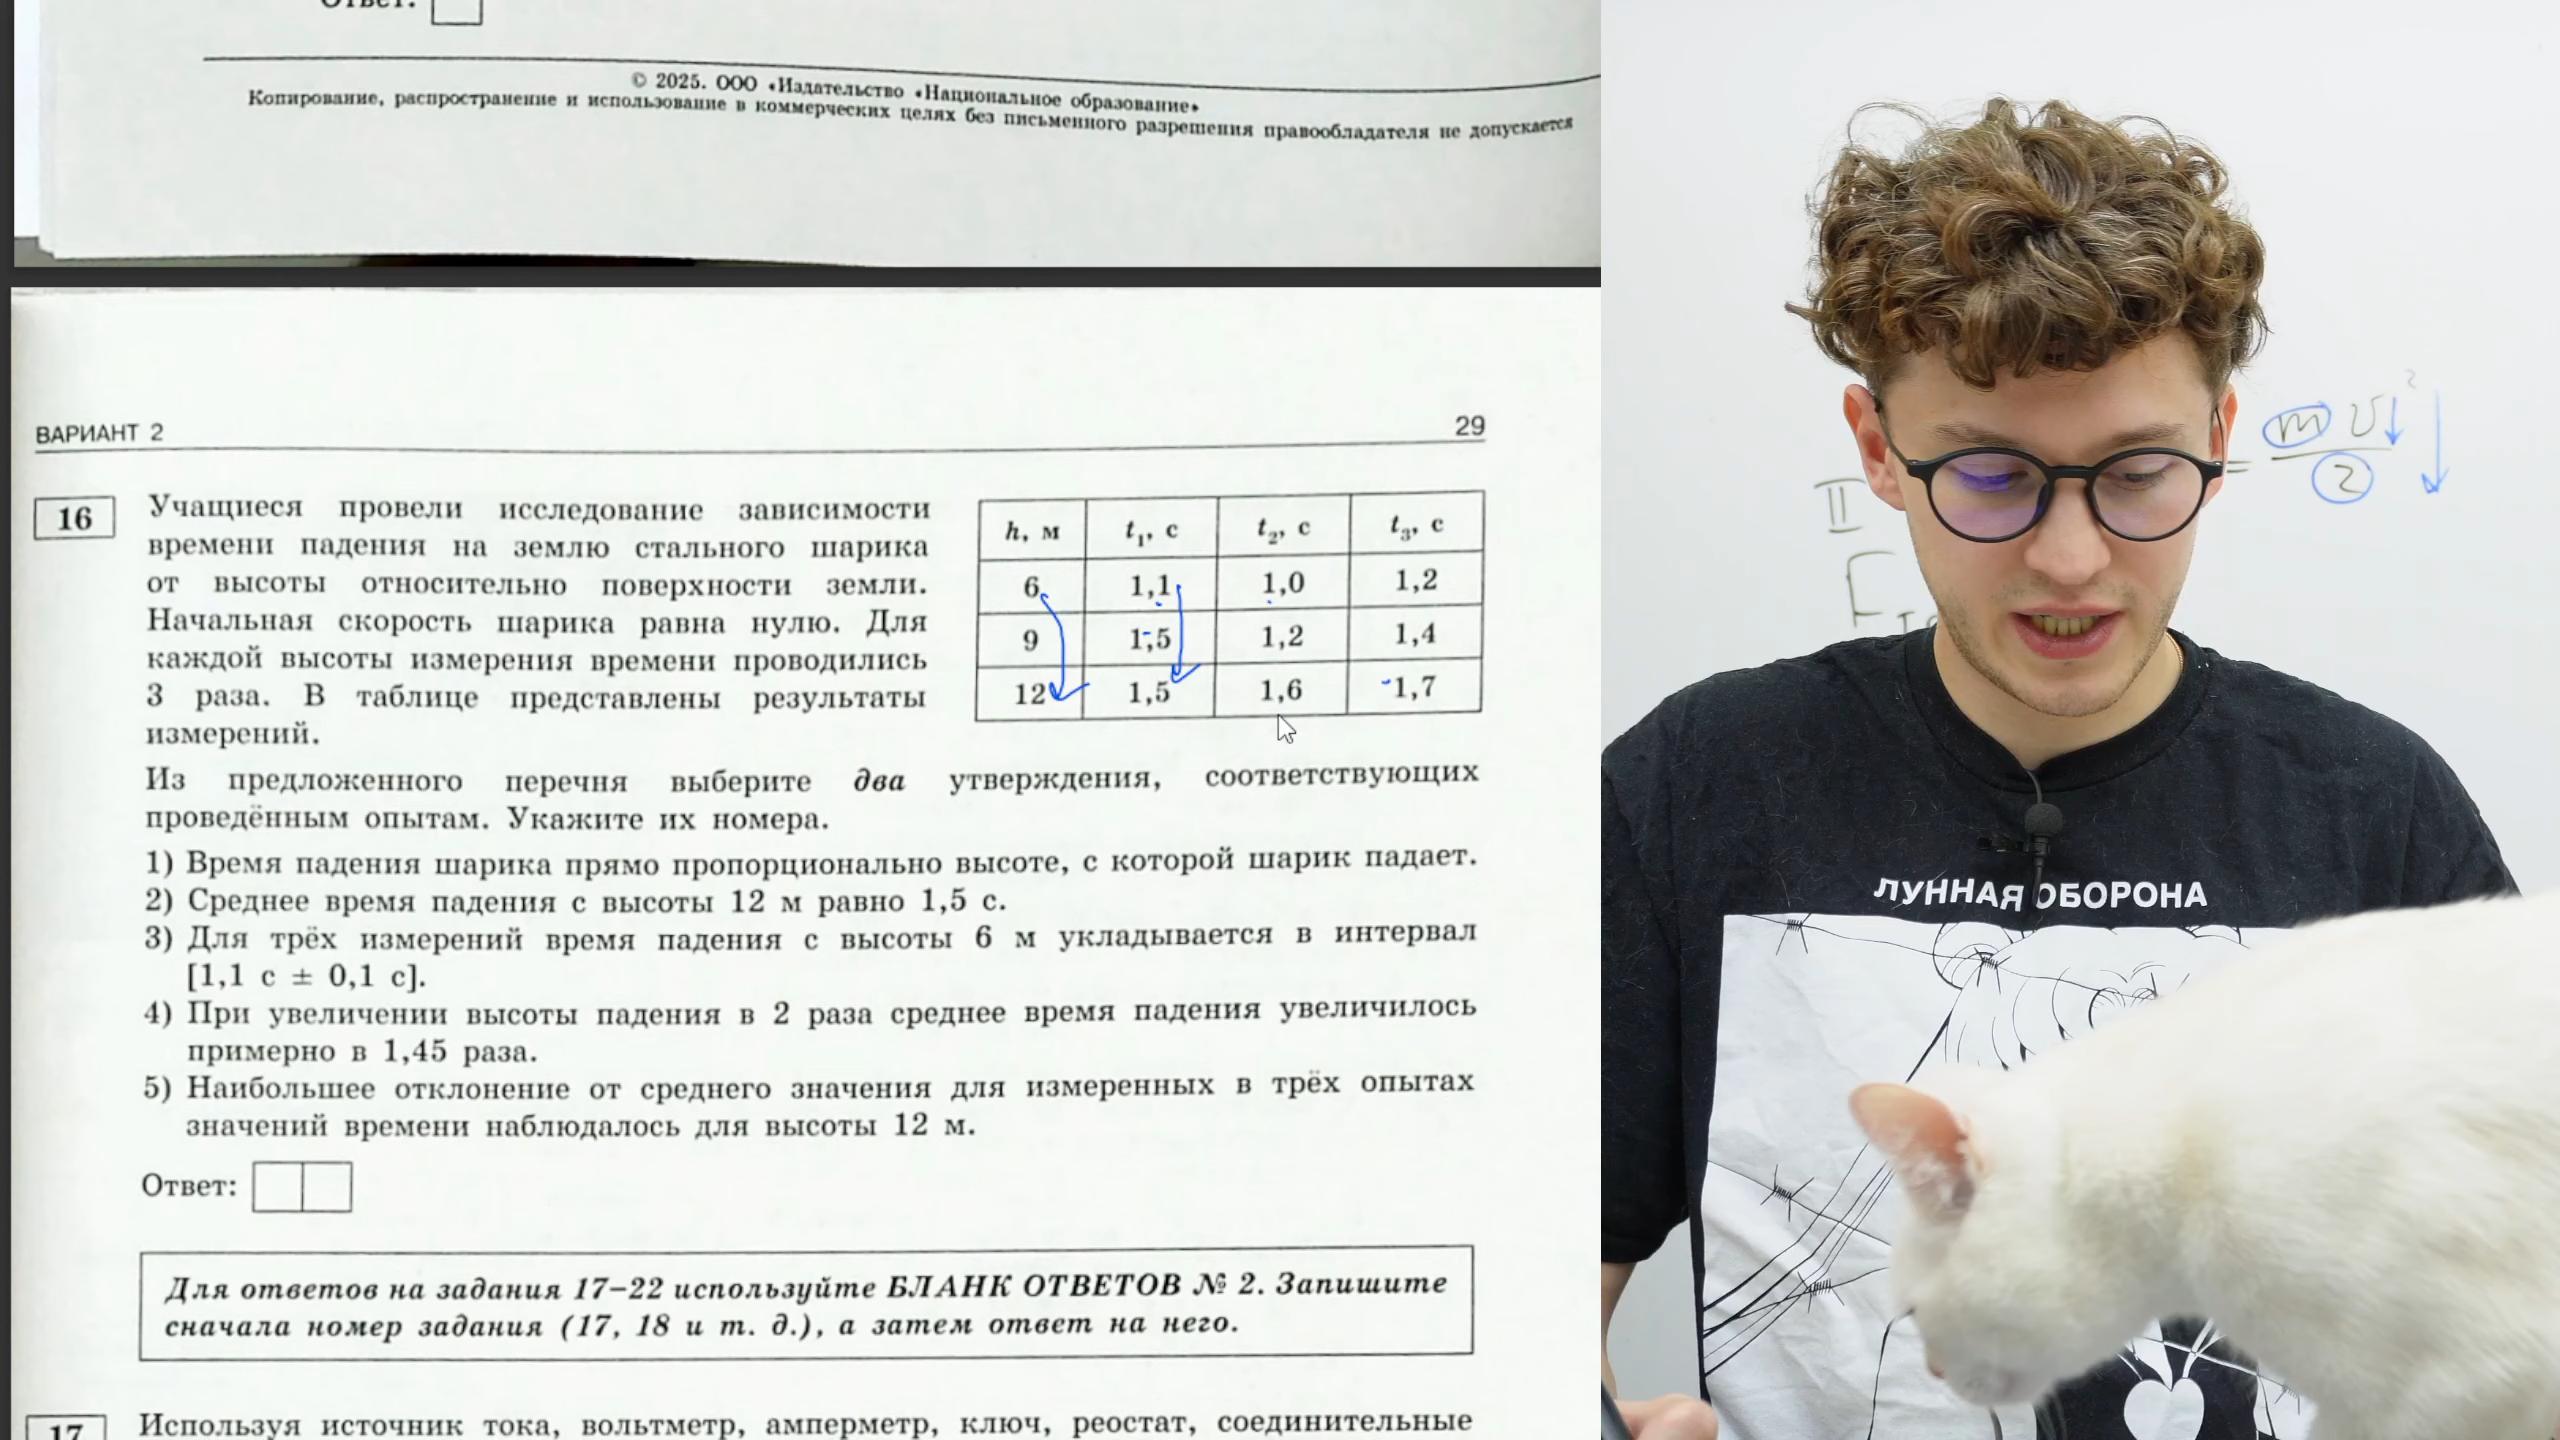 Ответ:
© 2025. ООО «Издательство «Национальное образование»
Копирование, распространение и использование в коммерческих целях без письменного разрешения правообладателя не допускается
ВАРИАНТ 2
29
16
Учащиеся провели исследование зависимости
времени падения на землю стального шарика
от высоты относительно поверхности земли.
Начальная скорость шарика равна нулю. Для
каждой высоты измерения времени проводились
3 раза. В таблице представлены результаты
измерений.
h, м t₁, с t₂, с t₃, с
6 1,1 1,0 1,2
9 1,5 1,2 1,4
12 1,5 1,6 1,7
Из предложенного перечня выберите два утверждения, соответствующих
проведённым опытам. Укажите их номера.
1) Время падения шарика прямо пропорционально высоте, с которой шарик падает.
2) Среднее время падения с высоты 12 м равно 1,5 с.
3) Для трёх измерений время падения с высоты 6 м укладывается в интервал
[1,1 с ± 0,1 с].
4) При увеличении высоты падения в 2 раза среднее время падения увеличилось
примерно в 1,45 раза.
5) Наибольшее отклонение от среднего значения для измеренных в трёх опытах
значений времени наблюдалось для высоты 12 м.
Ответ:
Для ответов на задания 17–22 используйте БЛАНК ОТВЕТОВ № 2. Запишите
сначала номер задания (17, 18 и т. д.), а затем ответ на него.
17
Используя источник тока, вольтметр, амперметр, ключ, реостат, соединительные
II
= m v² / 2
ЛУННАЯ ОБОРОНА